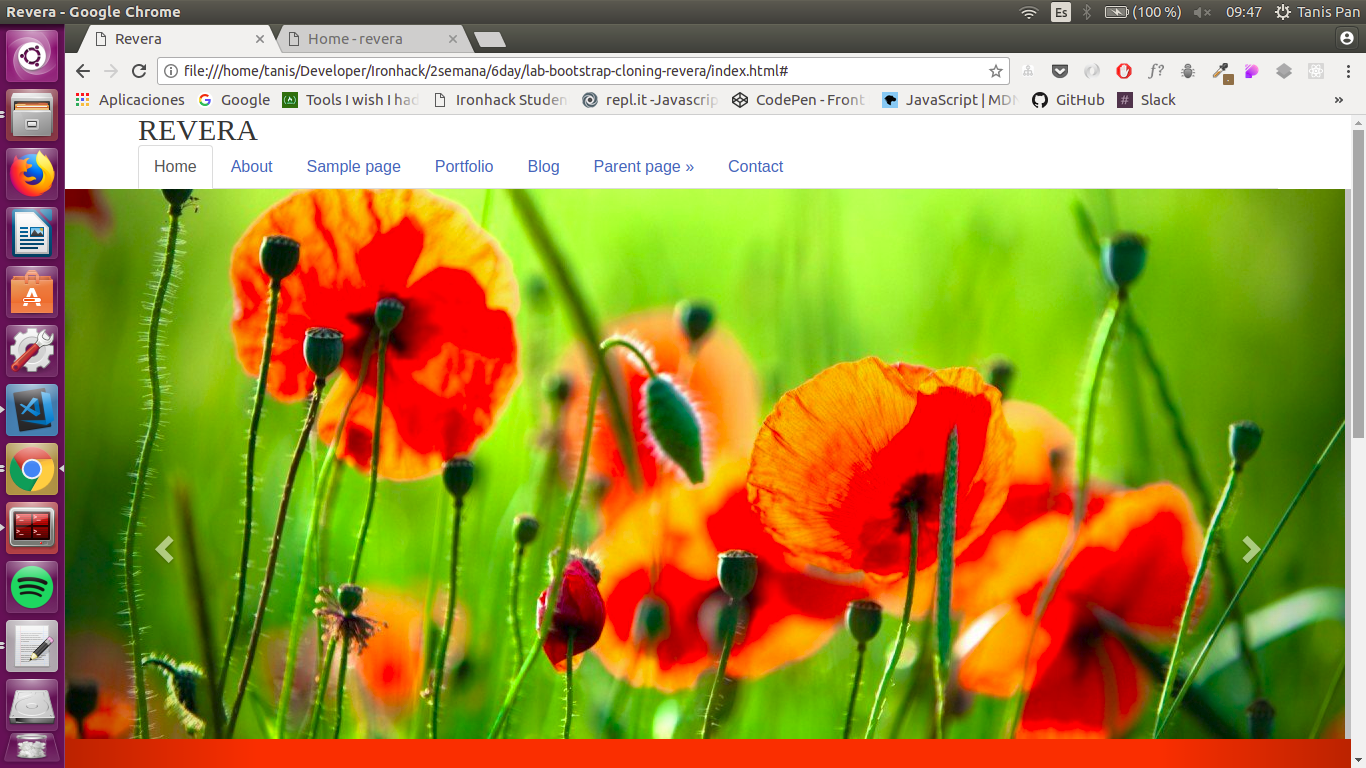 Revera - Google Chrome
Es (100 %) 09:47 Tanis Pan
Revera Home - revera
file:///home/tanis/Developer/Ironhack/2semana/6day/lab-bootstrap-cloning-revera/index.html#
f?
Aplicaciones Google Tools I wish I had Ironhack Studen repl.it - Javascrip CodePen - Front JavaScript | MDN GitHub # Slack »
REVERA
Home About Sample page Portfolio Blog Parent page » Contact